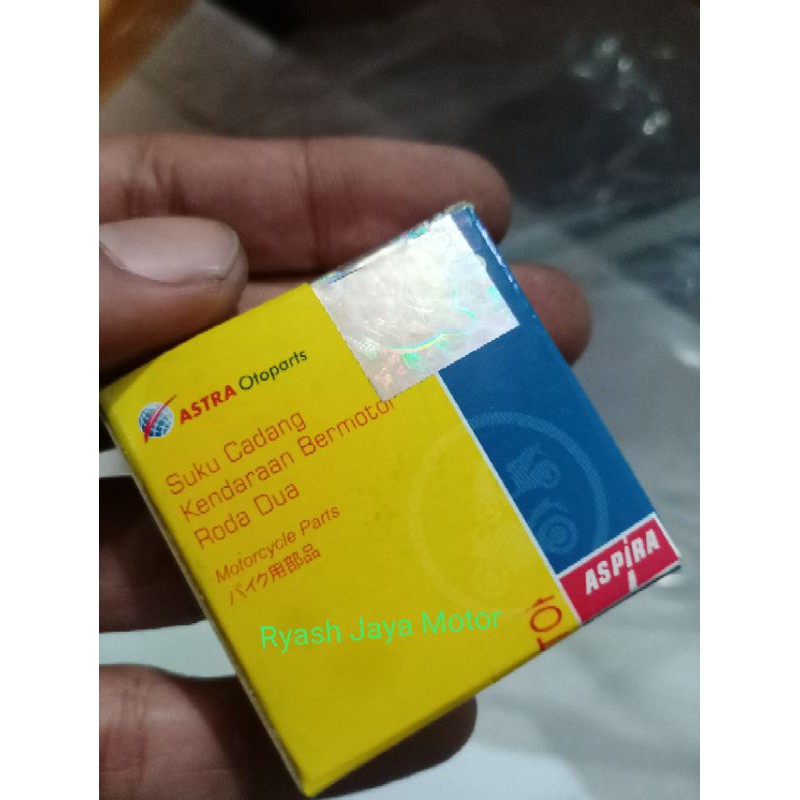 ASTRA Otoparts
Suku Cadang
Kendaraan Bermotor
Roda Dua
Motorcycle Parts
バイク用部品
ASPIRA
Ryash Jaya Motor